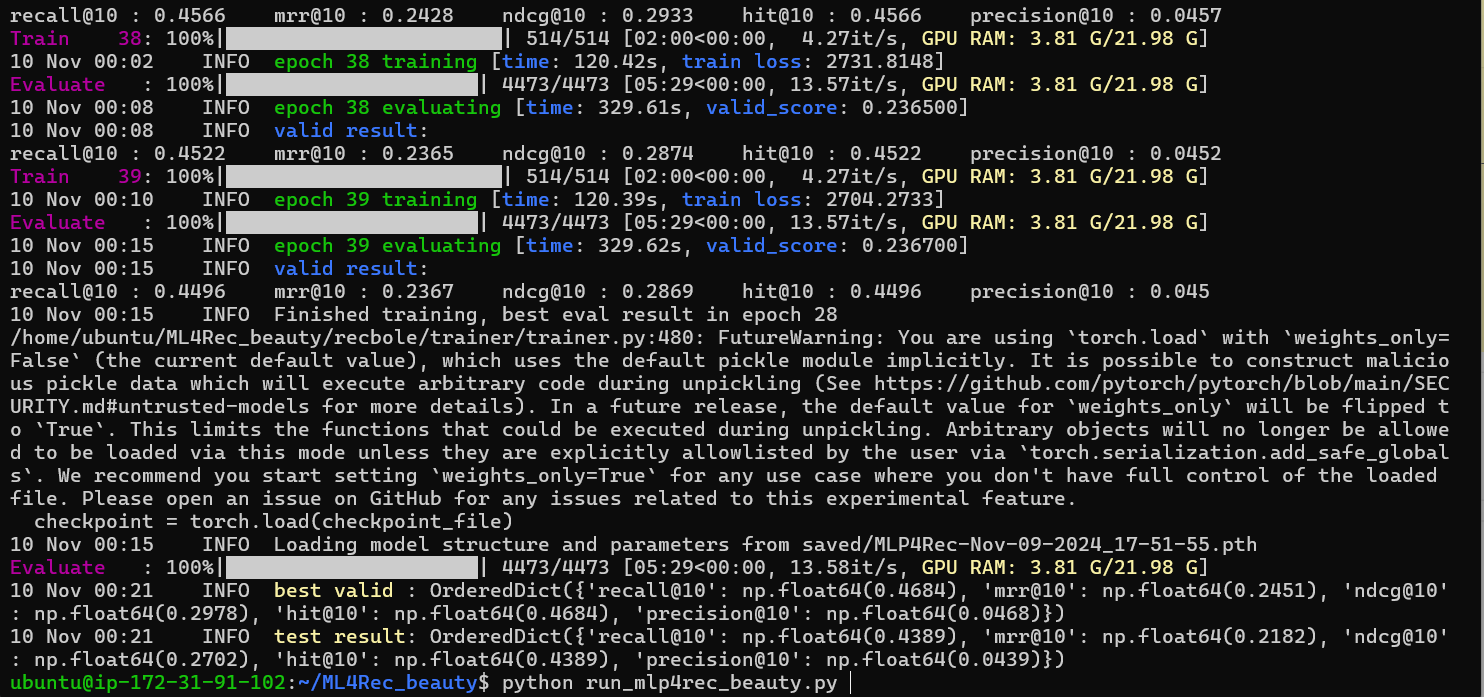 recall@10 : 0.4566    mrr@10 : 0.2428    ndcg@10 : 0.2933    hit@10 : 0.4566    precision@10 : 0.0457
Train    38: 100%|| 514/514 [02:00<00:00,  4.27it/s, GPU RAM: 3.81 G/21.98 G]
10 Nov 00:02    INFO  epoch 38 training [time: 120.42s, train loss: 2731.8148]
Evaluate   : 100%|| 4473/4473 [05:29<00:00, 13.57it/s, GPU RAM: 3.81 G/21.98 G]
10 Nov 00:08    INFO  epoch 38 evaluating [time: 329.61s, valid_score: 0.236500]
10 Nov 00:08    INFO  valid result:
recall@10 : 0.4522    mrr@10 : 0.2365    ndcg@10 : 0.2874    hit@10 : 0.4522    precision@10 : 0.0452
Train    39: 100%|| 514/514 [02:00<00:00,  4.27it/s, GPU RAM: 3.81 G/21.98 G]
10 Nov 00:10    INFO  epoch 39 training [time: 120.39s, train loss: 2704.2733]
Evaluate   : 100%|| 4473/4473 [05:29<00:00, 13.57it/s, GPU RAM: 3.81 G/21.98 G]
10 Nov 00:15    INFO  epoch 39 evaluating [time: 329.62s, valid_score: 0.236700]
10 Nov 00:15    INFO  valid result:
recall@10 : 0.4496    mrr@10 : 0.2367    ndcg@10 : 0.2869    hit@10 : 0.4496    precision@10 : 0.045
10 Nov 00:15    INFO  Finished training, best eval result in epoch 28
/home/ubuntu/ML4Rec_beauty/recbole/trainer/trainer.py:480: FutureWarning: You are using `torch.load` with `weights_only=
False` (the current default value), which uses the default pickle module implicitly. It is possible to construct malicio
us pickle data which will execute arbitrary code during unpickling (See https://github.com/pytorch/pytorch/blob/main/SEC
URITY.md#untrusted-models for more details). In a future release, the default value for `weights_only` will be flipped t
o `True`. This limits the functions that could be executed during unpickling. Arbitrary objects will no longer be allowe
d to be loaded via this mode unless they are explicitly allowlisted by the user via `torch.serialization.add_safe_global
s`. We recommend you start setting `weights_only=True` for any use case where you don't have full control of the loaded
file. Please open an issue on GitHub for any issues related to this experimental feature.
  checkpoint = torch.load(checkpoint_file)
10 Nov 00:15    INFO  Loading model structure and parameters from saved/MLP4Rec-Nov-09-2024_17-51-55.pth
Evaluate   : 100%|| 4473/4473 [05:29<00:00, 13.58it/s, GPU RAM: 3.81 G/21.98 G]
10 Nov 00:21    INFO  best valid : OrderedDict({'recall@10': np.float64(0.4684), 'mrr@10': np.float64(0.2451), 'ndcg@10'
: np.float64(0.2978), 'hit@10': np.float64(0.4684), 'precision@10': np.float64(0.0468)})
10 Nov 00:21    INFO  test result: OrderedDict({'recall@10': np.float64(0.4389), 'mrr@10': np.float64(0.2182), 'ndcg@10'
: np.float64(0.2702), 'hit@10': np.float64(0.4389), 'precision@10': np.float64(0.0439)})
ubuntu@ip-172-31-91-102:~/ML4Rec_beauty$ python run_mlp4rec_beauty.py